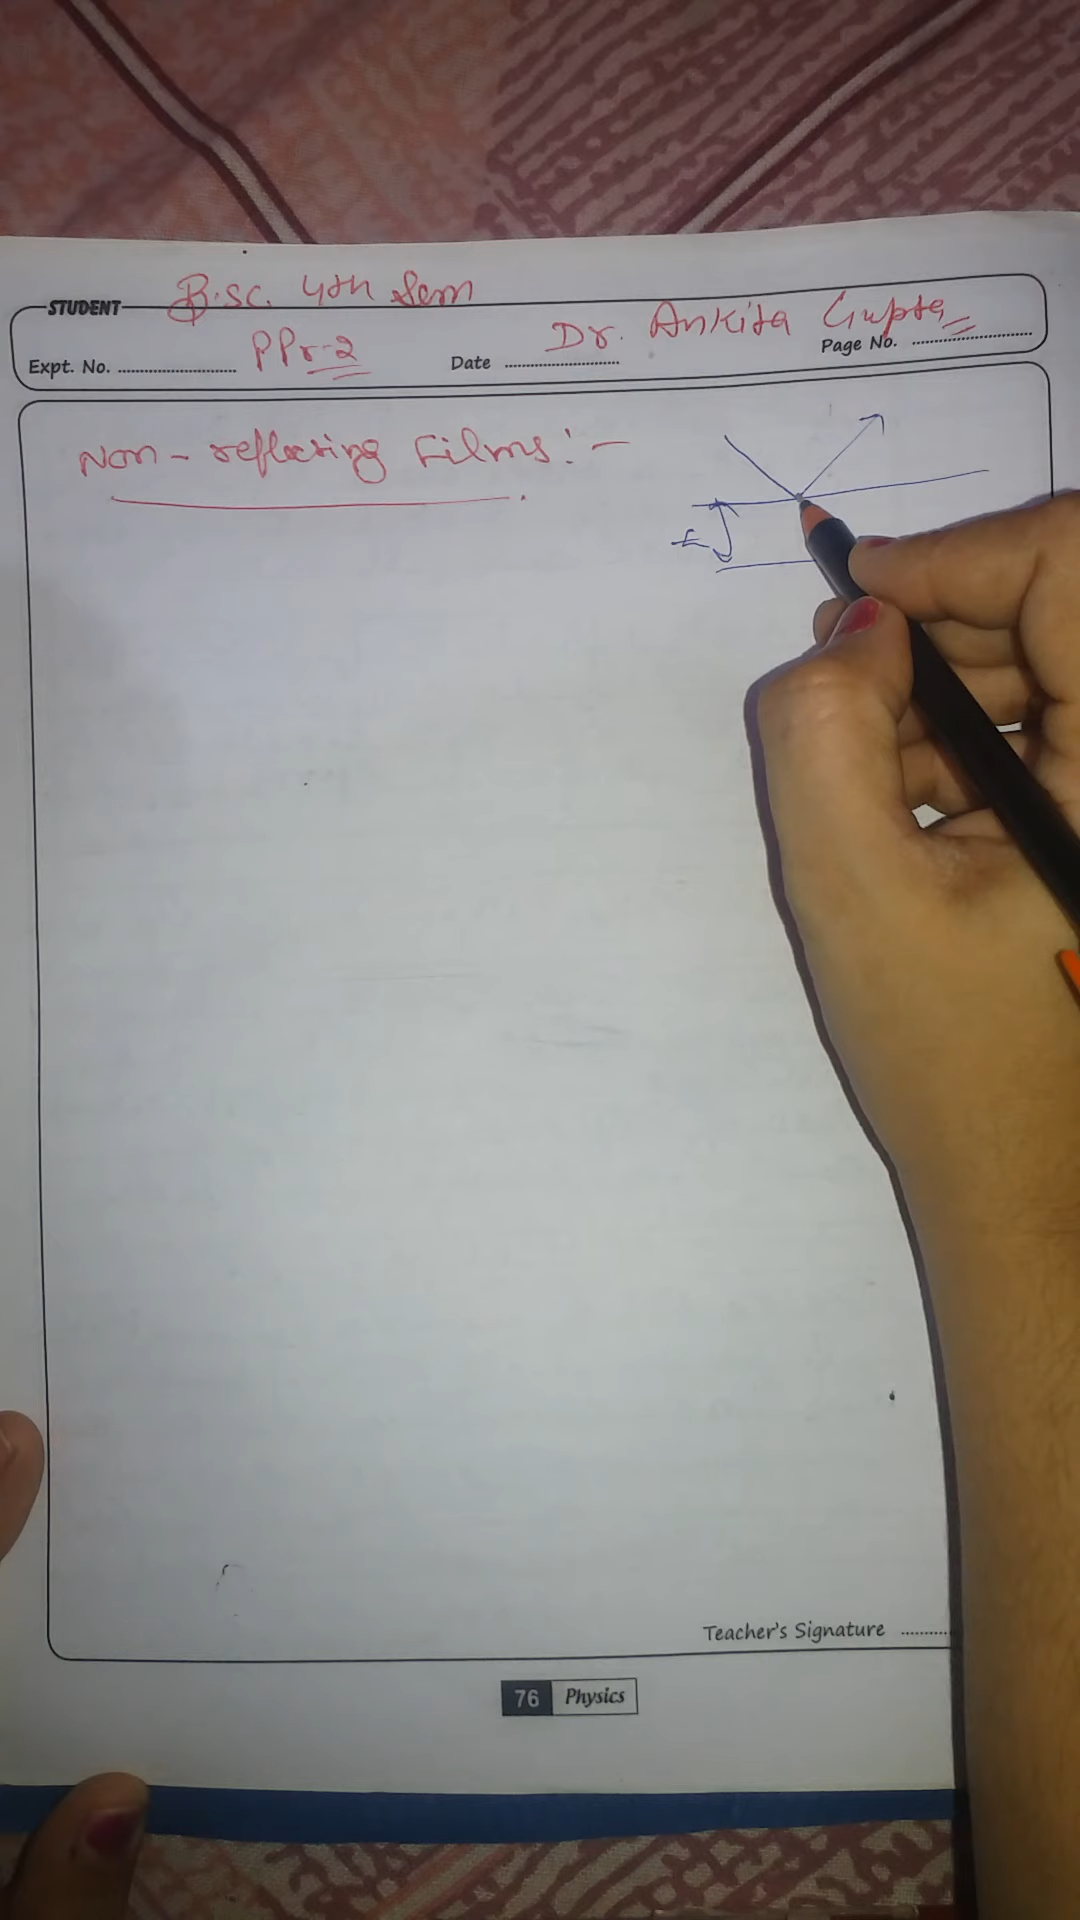 B.sc. 4th Sem
STUDENT
Expt. No. .......................... PPr-2 Date .......................... Dr. Ankita Gupta Page No. ..........................
Non-reflecting Films:-
t
Teacher's Signature ..........
76 Physics